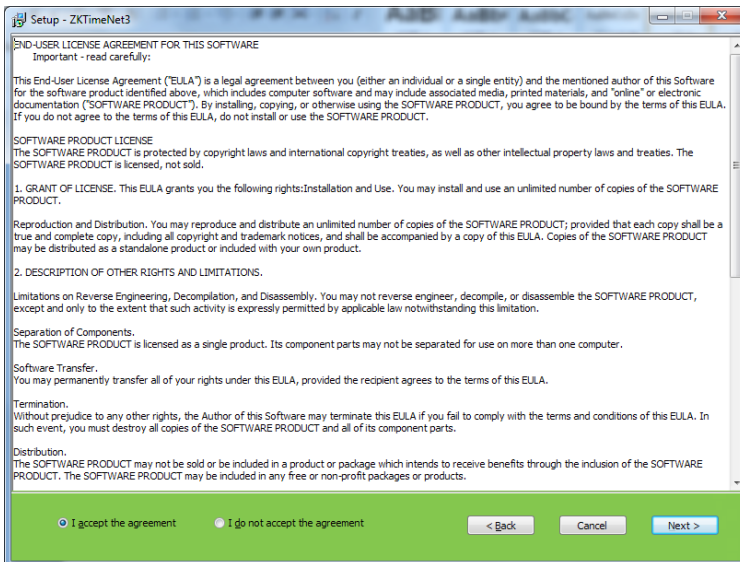 Setup - ZKTimeNet3
END-USER LICENSE AGREEMENT FOR THIS SOFTWARE
Important - read carefully:
This End-User License Agreement ("EULA") is a legal agreement between you (either an individual or a single entity) and the mentioned author of this Software
for the software product identified above, which includes computer software and may include associated media, printed materials, and "online" or electronic
documentation ("SOFTWARE PRODUCT"). By installing, copying, or otherwise using the SOFTWARE PRODUCT, you agree to be bound by the terms of this EULA.
If you do not agree to the terms of this EULA, do not install or use the SOFTWARE PRODUCT.
SOFTWARE PRODUCT LICENSE
The SOFTWARE PRODUCT is protected by copyright laws and international copyright treaties, as well as other intellectual property laws and treaties. The
SOFTWARE PRODUCT is licensed, not sold.
1. GRANT OF LICENSE. This EULA grants you the following rights:Installation and Use. You may install and use an unlimited number of copies of the SOFTWARE
PRODUCT.
Reproduction and Distribution. You may reproduce and distribute an unlimited number of copies of the SOFTWARE PRODUCT; provided that each copy shall be a
true and complete copy, including all copyright and trademark notices, and shall be accompanied by a copy of this EULA. Copies of the SOFTWARE PRODUCT
may be distributed as a standalone product or included with your own product.
2. DESCRIPTION OF OTHER RIGHTS AND LIMITATIONS.
Limitations on Reverse Engineering, Decompilation, and Disassembly. You may not reverse engineer, decompile, or disassemble the SOFTWARE PRODUCT,
except and only to the extent that such activity is expressly permitted by applicable law notwithstanding this limitation.
Separation of Components.
The SOFTWARE PRODUCT is licensed as a single product. Its component parts may not be separated for use on more than one computer.
Software Transfer.
You may permanently transfer all of your rights under this EULA, provided the recipient agrees to the terms of this EULA.
Termination.
Without prejudice to any other rights, the Author of this Software may terminate this EULA if you fail to comply with the terms and conditions of this EULA. In
such event, you must destroy all copies of the SOFTWARE PRODUCT and all of its component parts.
Distribution.
The SOFTWARE PRODUCT may not be sold or be included in a product or package which intends to receive benefits through the inclusion of the SOFTWARE
PRODUCT. The SOFTWARE PRODUCT may be included in any free or non-profit packages or products.
I accept the agreement I do not accept the agreement < Back Cancel Next >